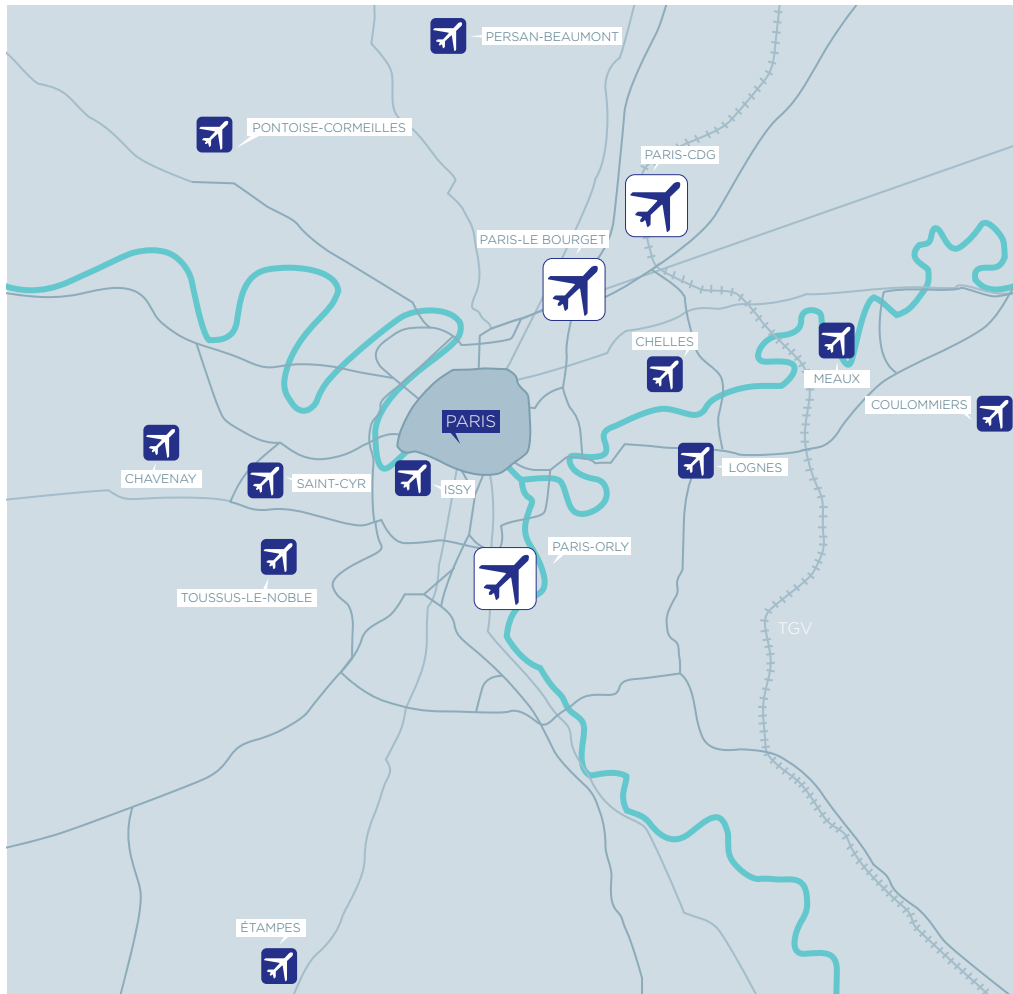 PERSAN-BEAUMONT
PONTOISE-CORMEILLES
PARIS-CDG
PARIS-LE BOURGET
CHELLES
MEAUX
COULOMMIERS
PARIS
CHAVENAY
SAINT-CYR
ISSY
LOGNES
PARIS-ORLY
TOUSSUS-LE-NOBLE
TGV
ÉTAMPES